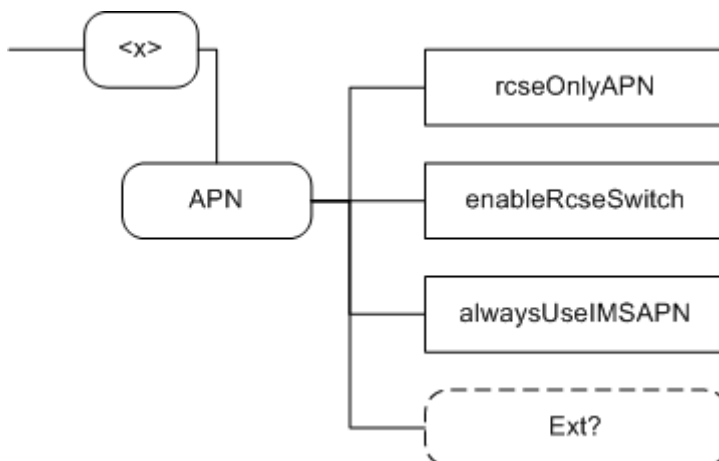 <x>
rcseOnlyAPN
APN
enableRcseSwitch
alwaysUseIMSAPN
Ext?